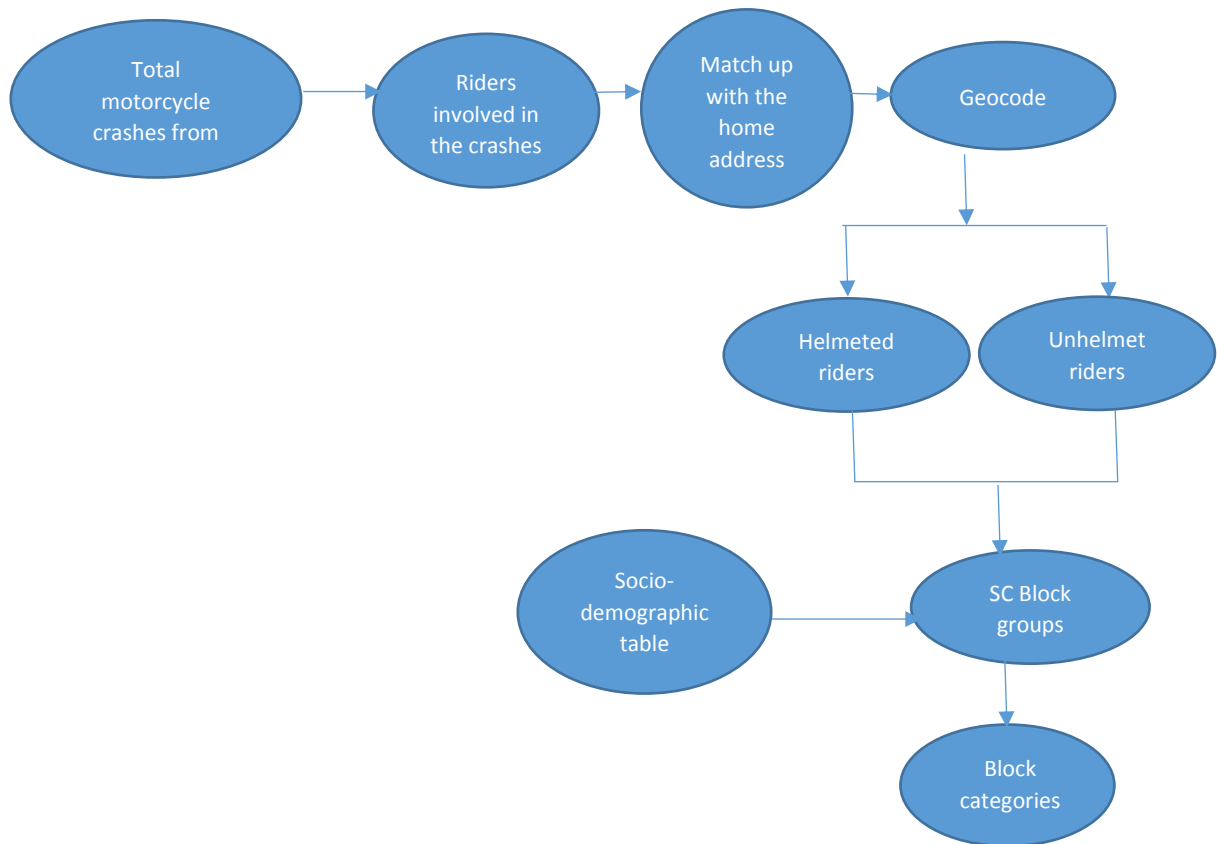 Total
motorcycle
crashes from
Riders
involved in
the crashes
Match up
with the
home
address
Geocode
Helmeted
riders
Unhelmet
riders
Socio-
demographic
table
SC Block
groups
Block
categories